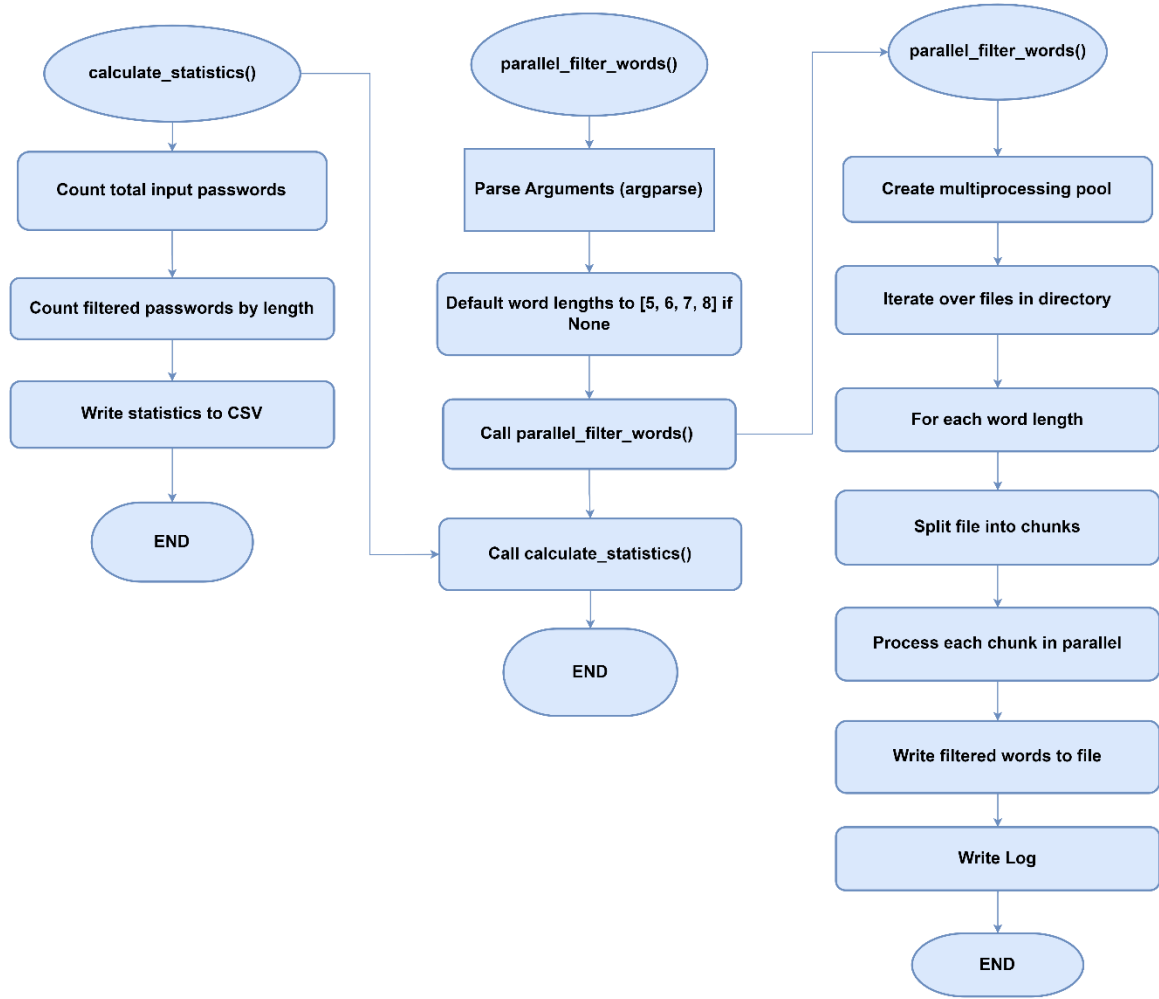 calculate_statistics()
Count total input passwords
Count filtered passwords by length
Write statistics to CSV
END
parallel_filter_words()
Parse Arguments (argparse)
Default word lengths to [5, 6, 7, 8] if
None
Call parallel_filter_words()
Call calculate_statistics()
END
parallel_filter_words()
Create multiprocessing pool
Iterate over files in directory
For each word length
Split file into chunks
Process each chunk in parallel
Write filtered words to file
Write Log
END